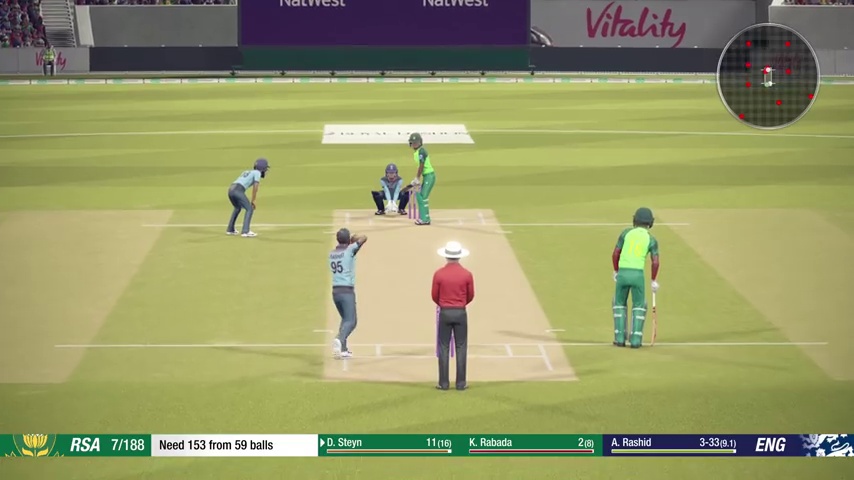 NatWest
NatWest
Vitality
95
RSA 7/188 Need 153 from 59 balls D. Steyn 11 (16) K. Rabada 2 (8) A. Rashid 3-33 (9.1) ENG